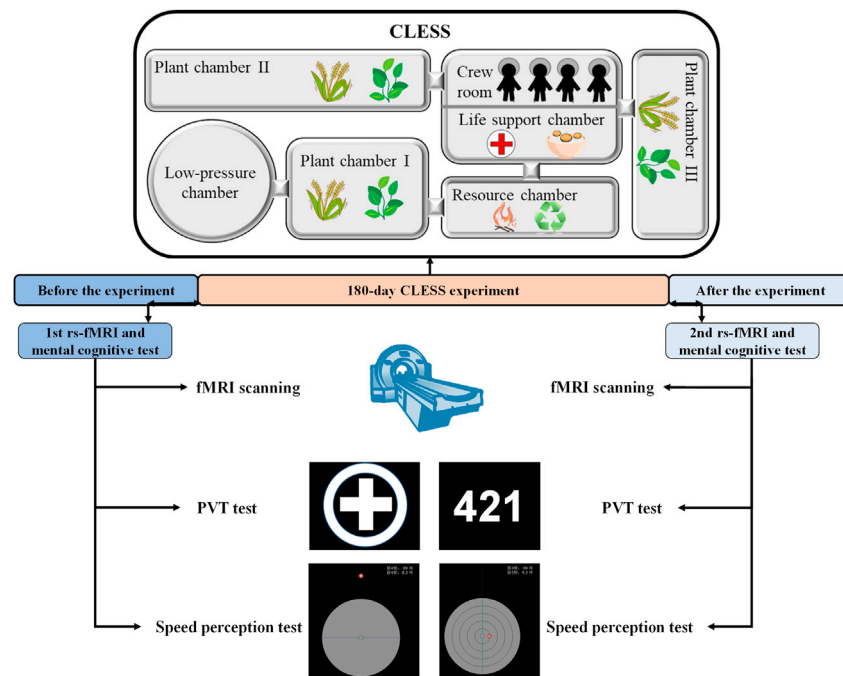 CLESS
Plant chamber II
Crew
room
Life support chamber
Plant chamber III
Low-pressure
chamber
Plant chamber I
Resource chamber
Before the experiment
180-day CLESS experiment
After the experiment
1st rs-fMRI and
mental cognitive test
2nd rs-fMRI and
mental cognitive test
fMRI scanning
fMRI scanning
PVT test
421
PVT test
Speed perception test
Speed perception test